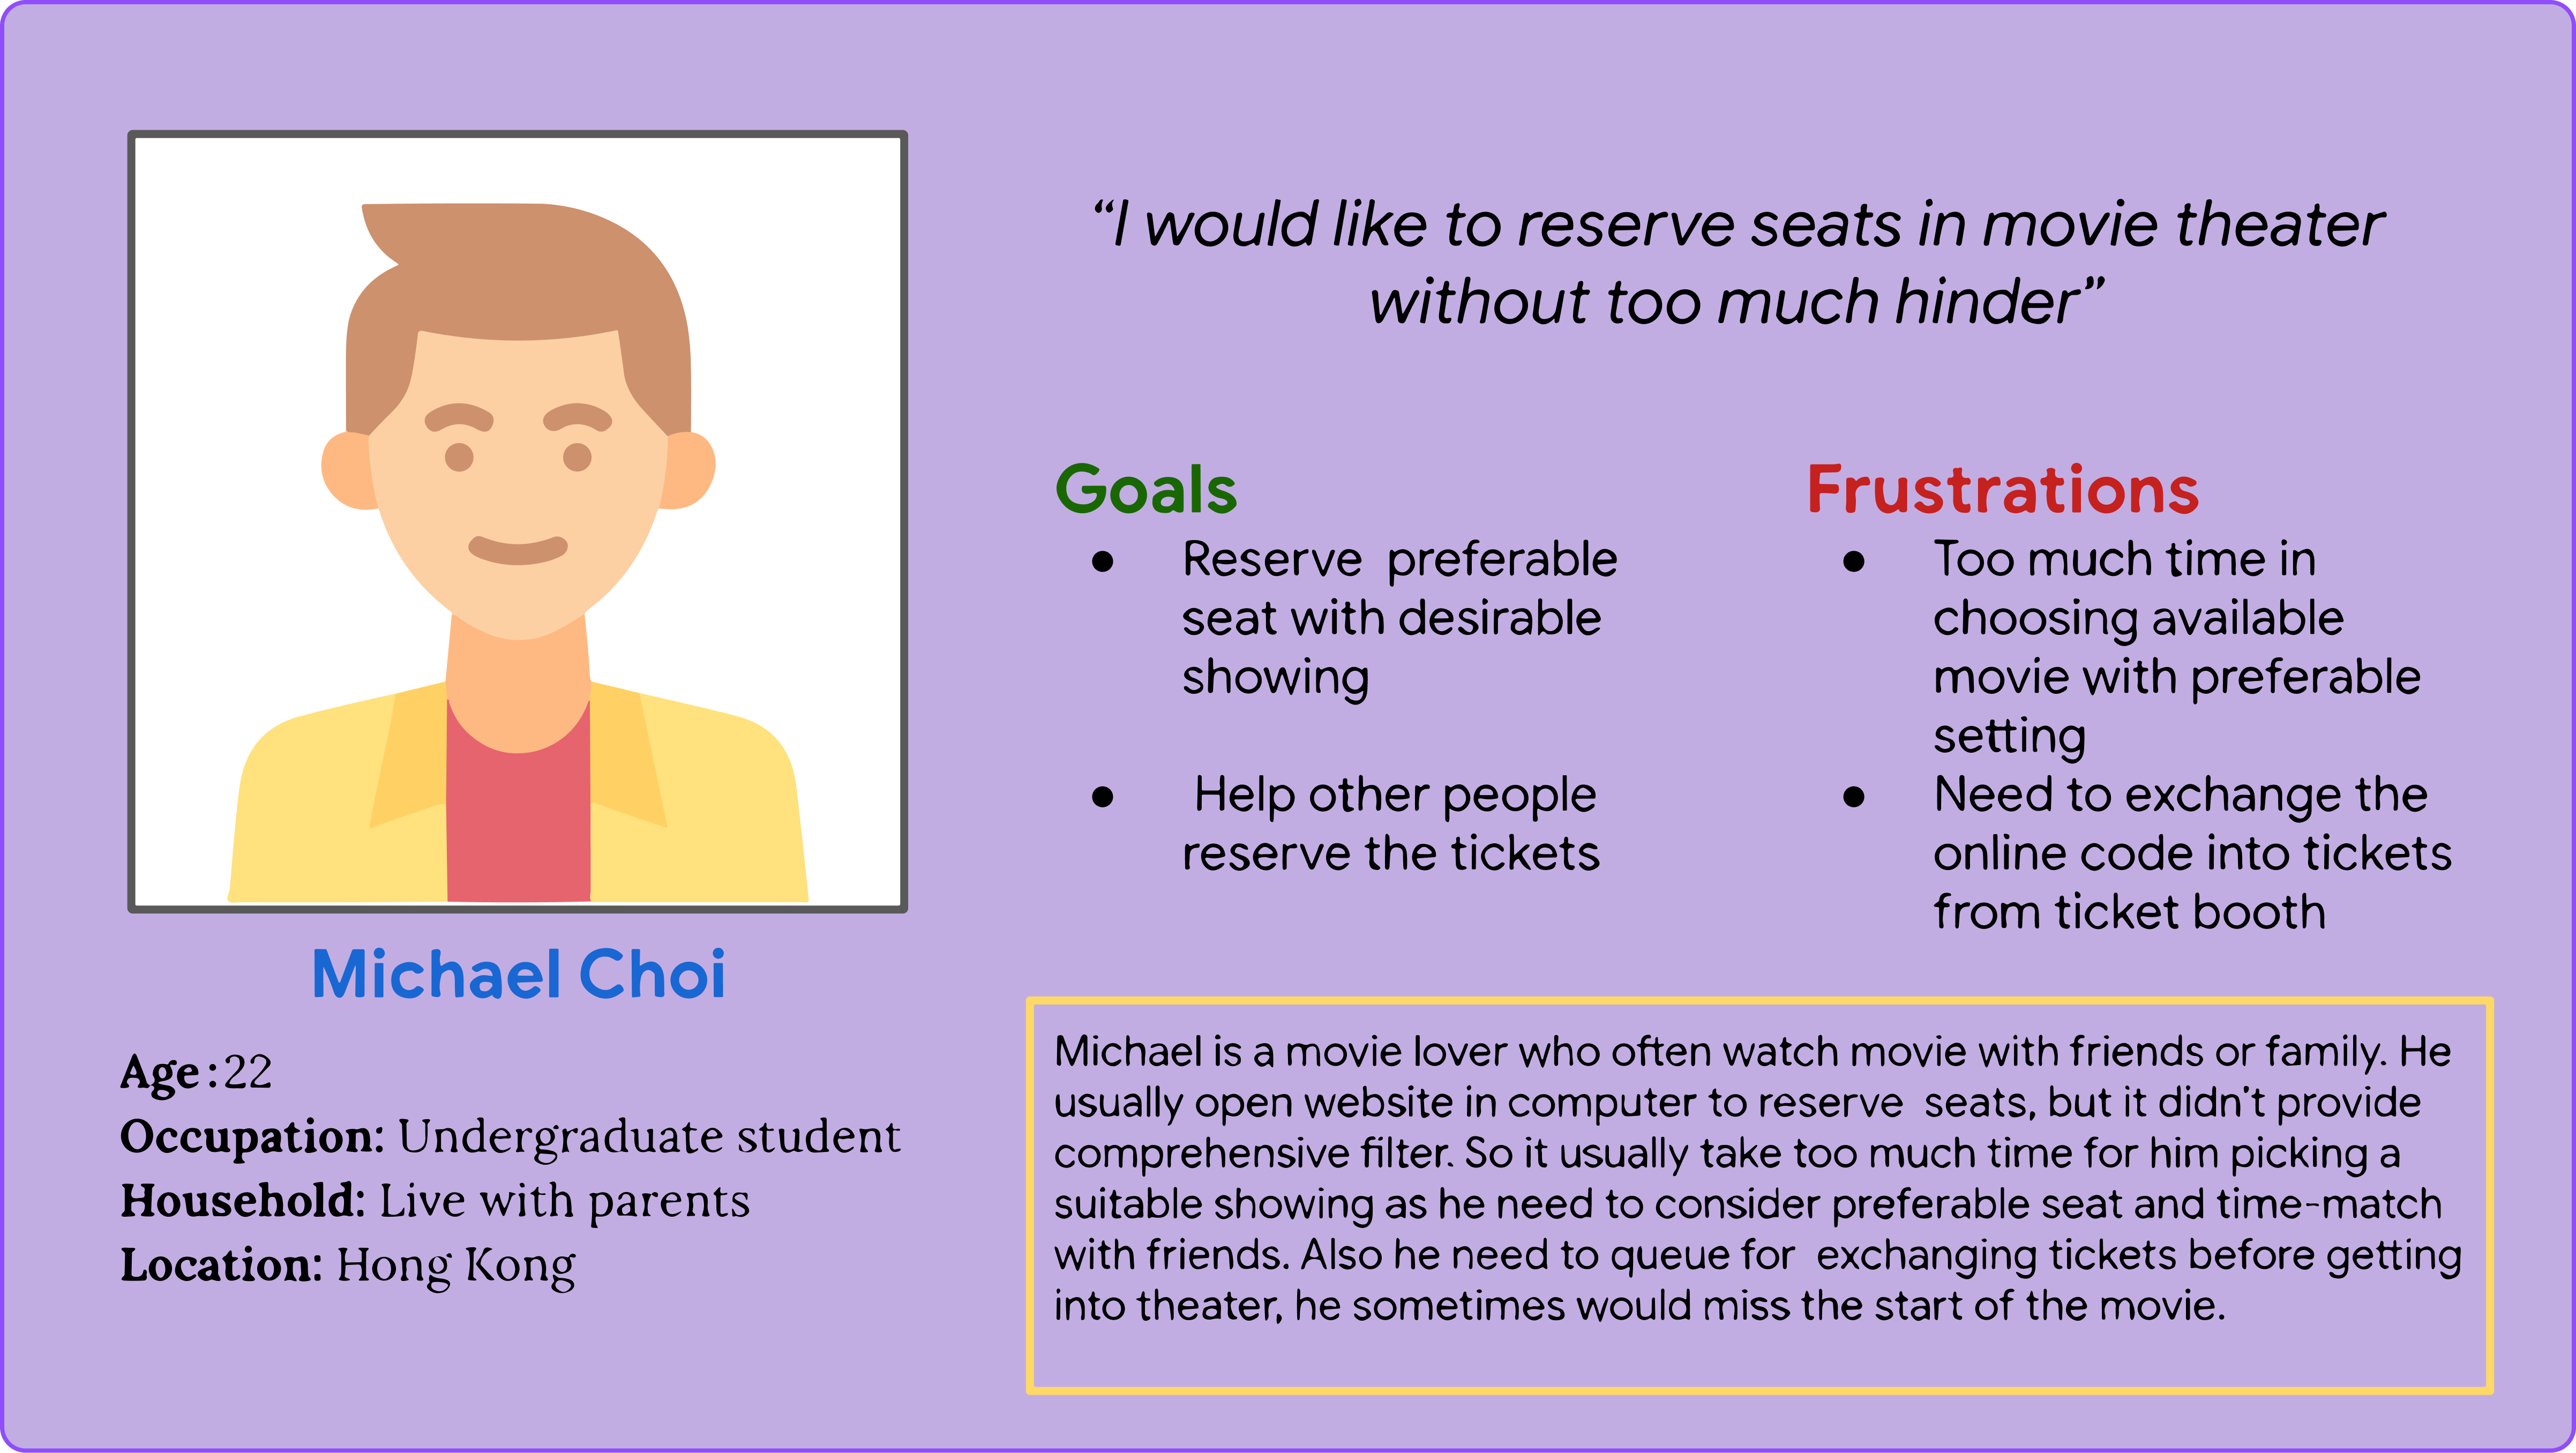 “I would like to reserve seats in movie theater
without too much hinder”
Michael Choi
Age:22
Occupation: Undergraduate student
Household: Live with parents
Location: Hong Kong
Goals
● Reserve  preferable
seat with desirable
showing
● Help other people
reserve the tickets
Frustrations
● Too much time in
choosing available
movie with preferable
setting
● Need to exchange the
online code into tickets
from ticket booth
Michael is a movie lover who often watch movie with friends or family. He
usually open website in computer to reserve  seats, but it didn't provide
comprehensive filter. So it usually take too much time for him picking a
suitable showing as he need to consider preferable seat and time-match
with friends. Also he need to queue for  exchanging tickets before getting
into theater, he sometimes would miss the start of the movie.